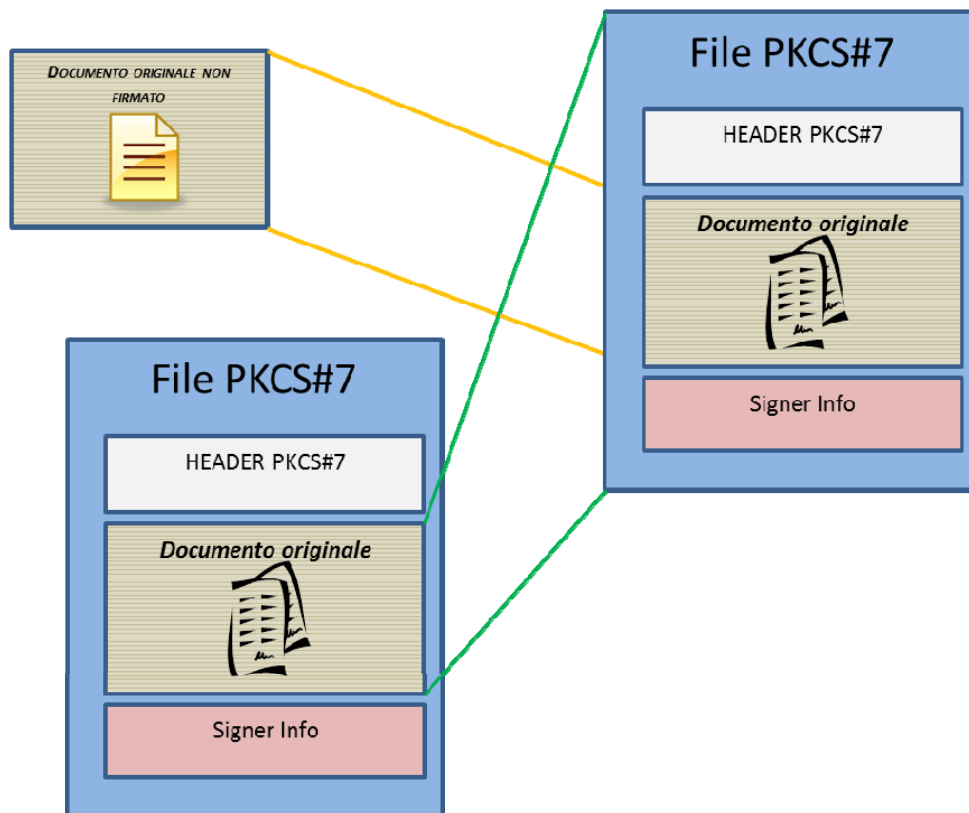 DOCUMENTO ORIGINALE NON
FIRMATO
File PKCS#7
HEADER PKCS#7
Documento originale
Signer Info
File PKCS#7
HEADER PKCS#7
Documento originale
Signer Info